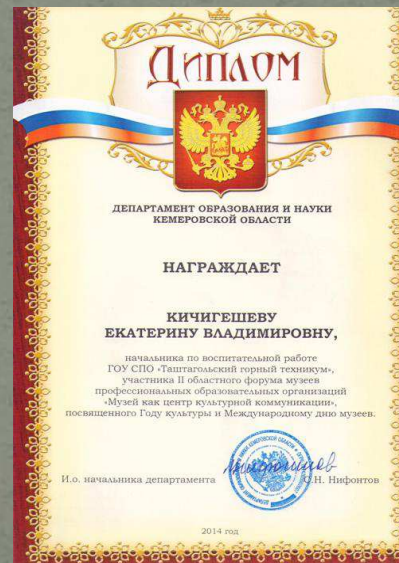 ДИПЛОМ
ДЕПАРТАМЕНТ ОБРАЗОВАНИЯ И НАУКИ
КЕМЕРОВСКОЙ ОБЛАСТИ
НАГРАЖДАЕТ
КИЧИГЕШЕВУ
ЕКАТЕРИНУ ВЛАДИМИРОВНУ,
начальника по воспитательной работе
ГОУ СПО «Таштагольский горный техникум»,
участника II областного форума музеев
профессиональных образовательных организаций
«Музей как центр культурной коммуникации»,
посвященного Году культуры и Международному дню музеев.
И.о. начальника департамента С.Н. Нифонтов
2014 год